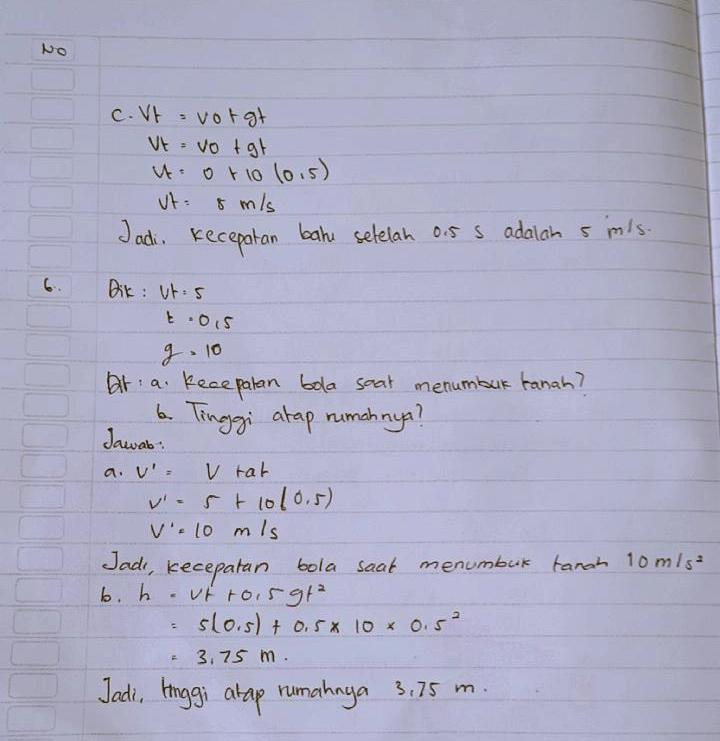 NO
C. Vt = vo + gt
Vt = vo + gt
Vt = 0 + 10 (0,5)
Vt = 5 m/s
Jadi, kecepatan batu setelah 0.5 s adalah 5 m/s.
6. Dik : Vt = 5
t = 0,5
g = 10
Dit : a. Kecepatan bola saat menumbuk tanah?
b. Tinggi atap rumahnya?
Jawab :
a. V' = V + at
V' = 5 + 10 (0.5)
V' = 10 m/s
Jadi, kecepatan bola saat menumbuk tanah 10 m/s²
b. h = Vt + 0,5 gt²
= 5(0.5) + 0.5 x 10 x 0.5²
= 3,75 m.
Jadi, tinggi atap rumahnya 3,75 m.